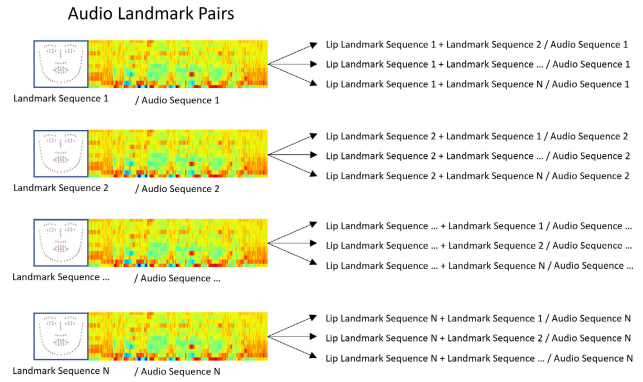 Audio Landmark Pairs
Lip Landmark Sequence 1 + Landmark Sequence 2 / Audio Sequence 1
Lip Landmark Sequence 1 + Landmark Sequence ... / Audio Sequence 1
Lip Landmark Sequence 1 + Landmark Sequence N / Audio Sequence 1
Landmark Sequence 1 / Audio Sequence 1
Lip Landmark Sequence 2 + Landmark Sequence 1 / Audio Sequence 2
Lip Landmark Sequence 2 + Landmark Sequence ... / Audio Sequence 2
Lip Landmark Sequence 2 + Landmark Sequence N / Audio Sequence 2
Landmark Sequence 2 / Audio Sequence 2
Lip Landmark Sequence ... + Landmark Sequence 1 / Audio Sequence ...
Lip Landmark Sequence ... + Landmark Sequence 2 / Audio Sequence ...
Lip Landmark Sequence ... + Landmark Sequence N / Audio Sequence ...
Landmark Sequence ... / Audio Sequence ...
Lip Landmark Sequence N + Landmark Sequence 1 / Audio Sequence N
Lip Landmark Sequence N + Landmark Sequence 2 / Audio Sequence N
Lip Landmark Sequence N + Landmark Sequence ... / Audio Sequence N
Landmark Sequence N / Audio Sequence N